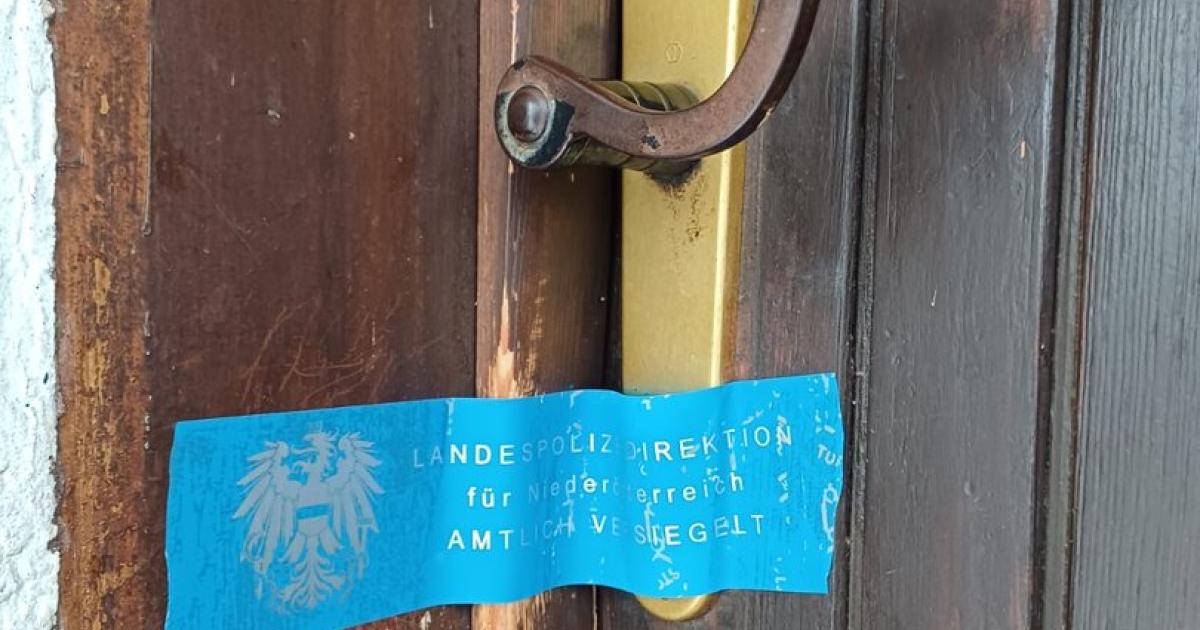 LANDESPOLIZEIDIREKTION
für Niederösterreich
AMTLICH VERSIEGELT